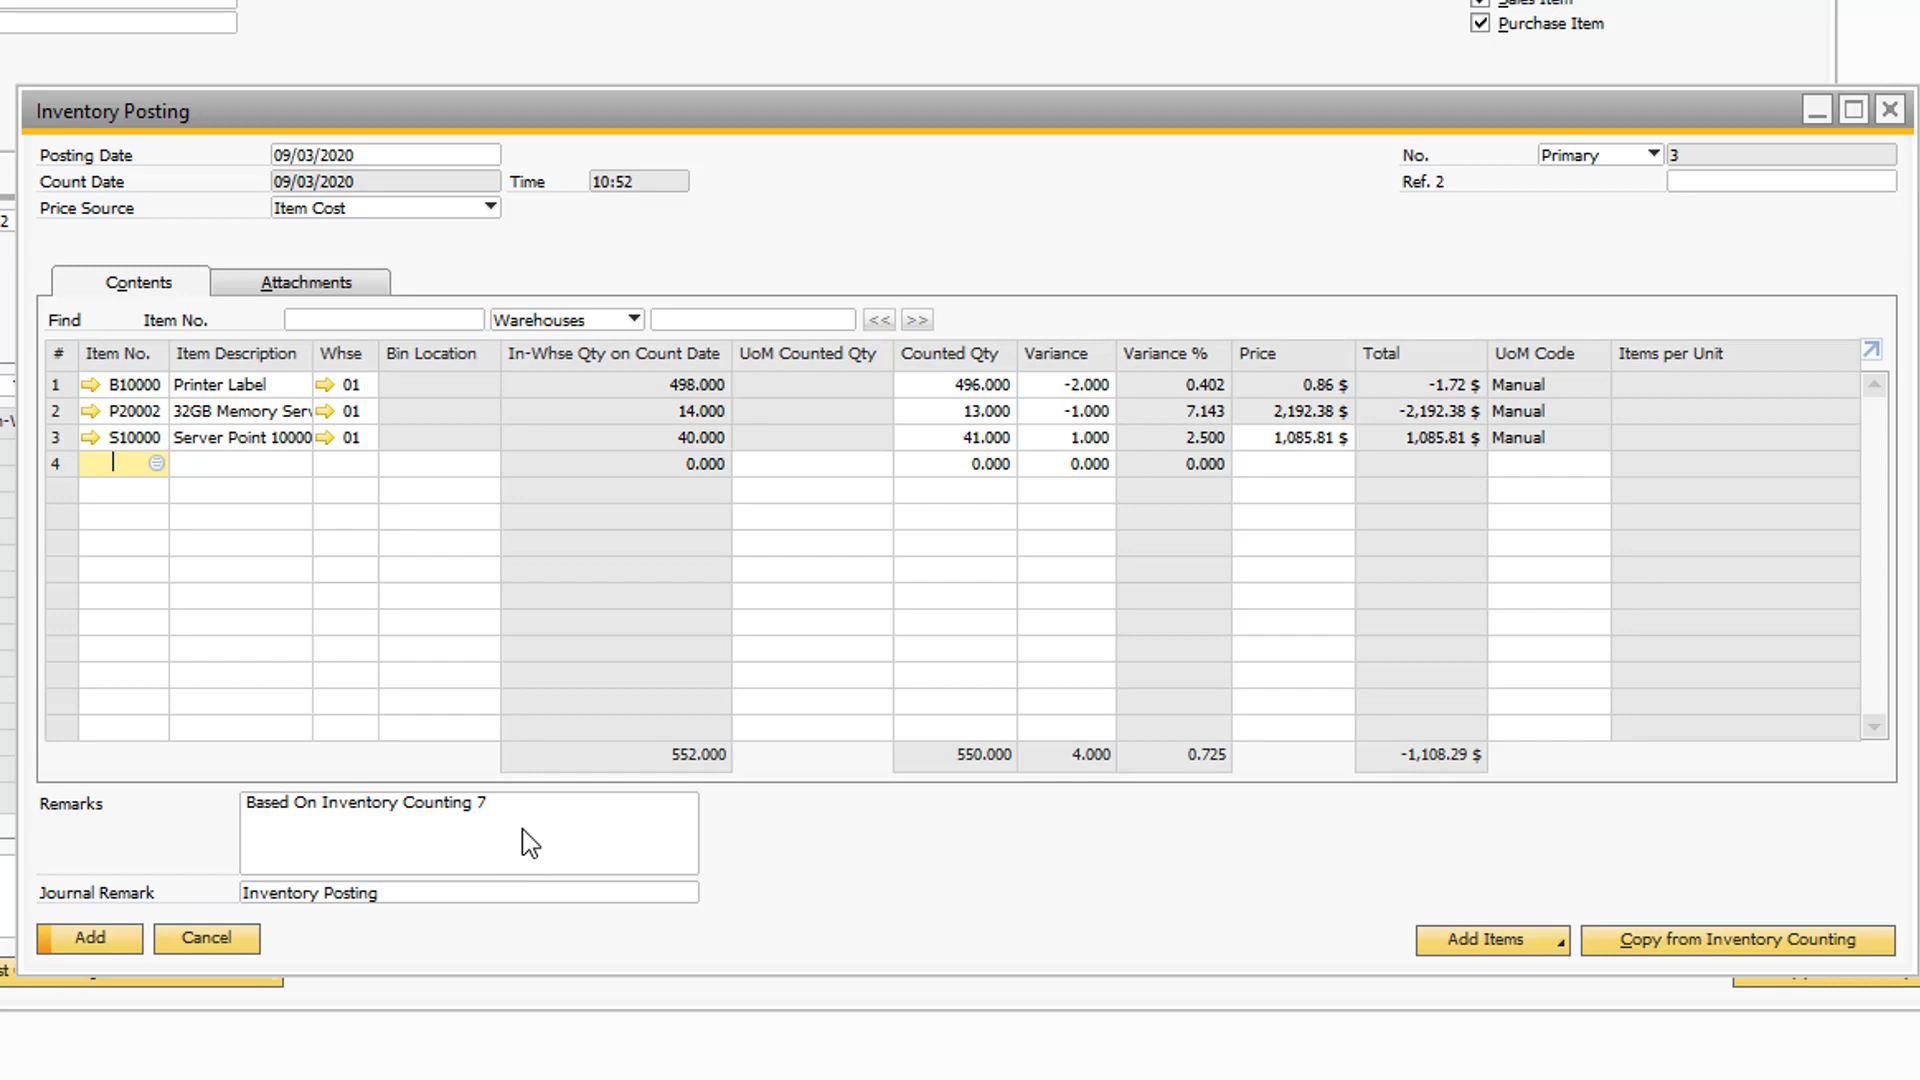 Sales Item
Purchase Item
Inventory Posting
Posting Date 09/03/2020 No. Primary 3
Count Date 09/03/2020 Time 10:52 Ref. 2
Price Source Item Cost
2
Contents Attachments
Find Item No. Warehouses << >>
# Item No. Item Description Whse Bin Location In-Whse Qty on Count Date UoM Counted Qty Counted Qty Variance Variance % Price Total UoM Code Items per Unit
1 B10000 Printer Label 01 498.000 496.000 -2.000 0.402 0.86 $ -1.72 $ Manual
2 P20002 32GB Memory Ser 01 14.000 13.000 -1.000 7.143 2,192.38 $ -2,192.38 $ Manual
3 S10000 Server Point 10000 01 40.000 41.000 1.000 2.500 1,085.81 $ 1,085.81 $ Manual
4 0.000 0.000 0.000 0.000
552.000 550.000 4.000 0.725 -1,108.29 $
Remarks Based On Inventory Counting 7
Journal Remark Inventory Posting
Add Cancel Add Items Copy from Inventory Counting